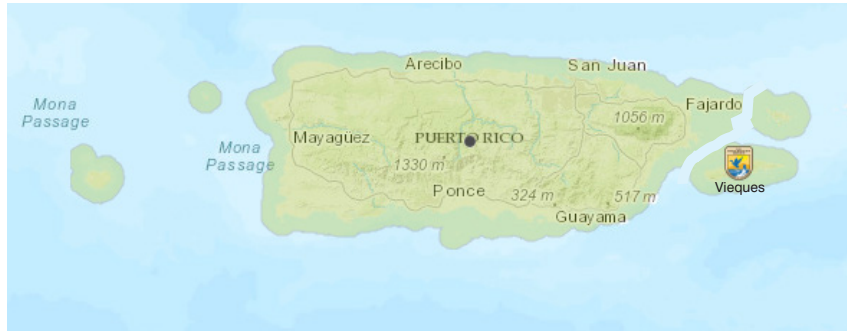 Arecibo
San Juan
Mona
Passage
Fajardo
1056 m
Mayagüez
PUERTO RICO
Mona
Passage
1330 m
Vieques
Ponce
324 m
517 m
Guayama